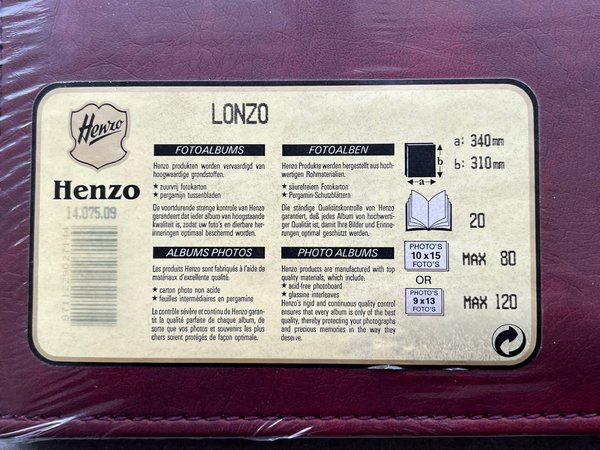 Henzo
LONZO
Henzo
14.075.09
FOTOALBUMS
Henzo produkten worden vervaardigd van
hoogwaardige grondstoffen.
★ zuurvrij fotokarton
★ pergamijn tussenbladen
De voortdurende strenge kontrole van Henzo
garandeert dat ieder album van hoogstaande
kwaliteit is, zodat uw foto's en dierbare her-
inneringen optimaal beschermd worden.
FOTOALBEN
Henzo Produkte werden hergestellt aus hoch-
wertigen Rohmaterialien.
★ säurefreiem Fotokarton
★ Pergamin-Schutzblättern
Die ständige Qualitätskontrolle von Henzo
garantiert, daß jedes Album von hochwerti-
ger Qualität ist, damit Ihre Bilder und Erinne-
rungen optimal geschützt werden.
ALBUMS PHOTOS
Les produits Henzo sont fabriqués à l'aide de
matériaux d'excellente qualité.
★ carton photo non acide
★ feuilles intermédiaires en pergamine
Le contrôle sévère et continu de Henzo garan-
tit la qualité parfaite de chaque album, de
sorte que vos photos et souvenirs les plus
chers soient protégés de façon optimale.
PHOTO ALBUMS
Henzo products are manufactured with top
quality materials, which include.
★ acid-free photoboard
★ glassine interleaves
Henzo's rigid and continuous quality control
ensures that every album is only of the best
quality, thereby protecting your photographs
and precious memories in the way they
deserve.
b
a
a: 340mm
b: 310mm
20
PHOTO'S
10 x 15
FOTO'S
MAX 80
OR
PHOTO'S
9 x 13
FOTO'S
MAX 120